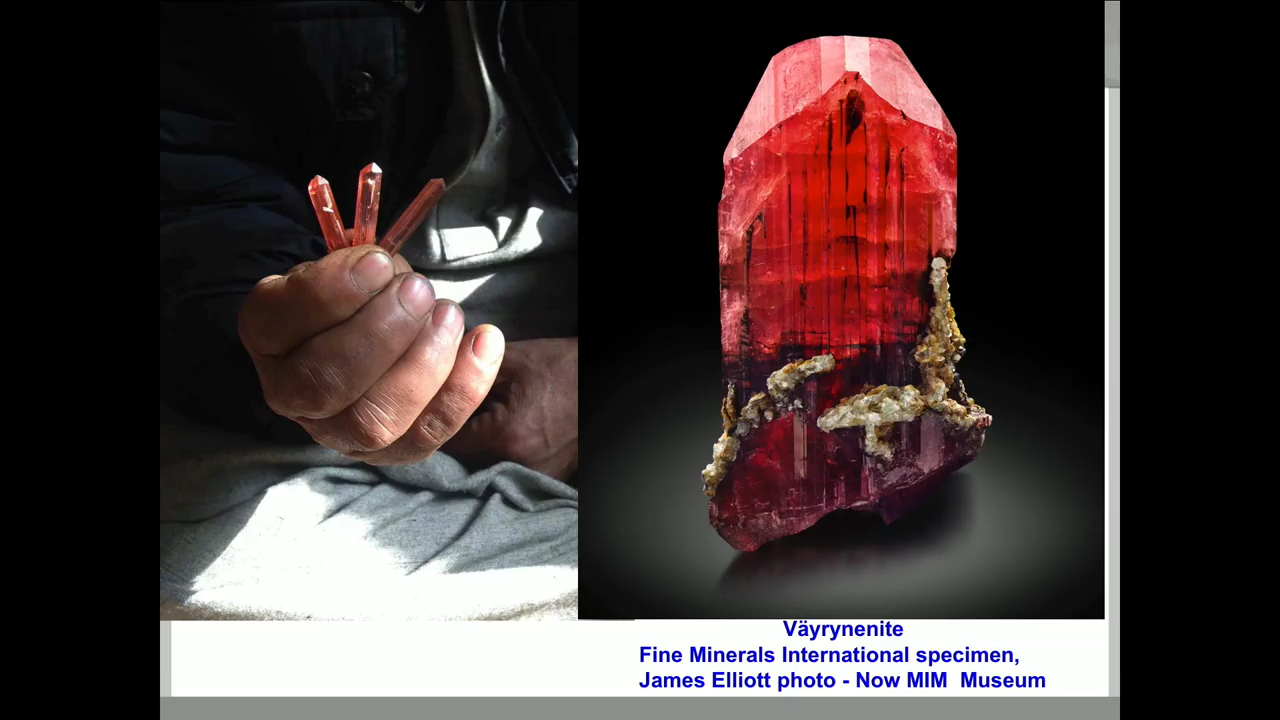 Väyrynenite
Fine Minerals International specimen,
James Elliott photo - Now MIM  Museum